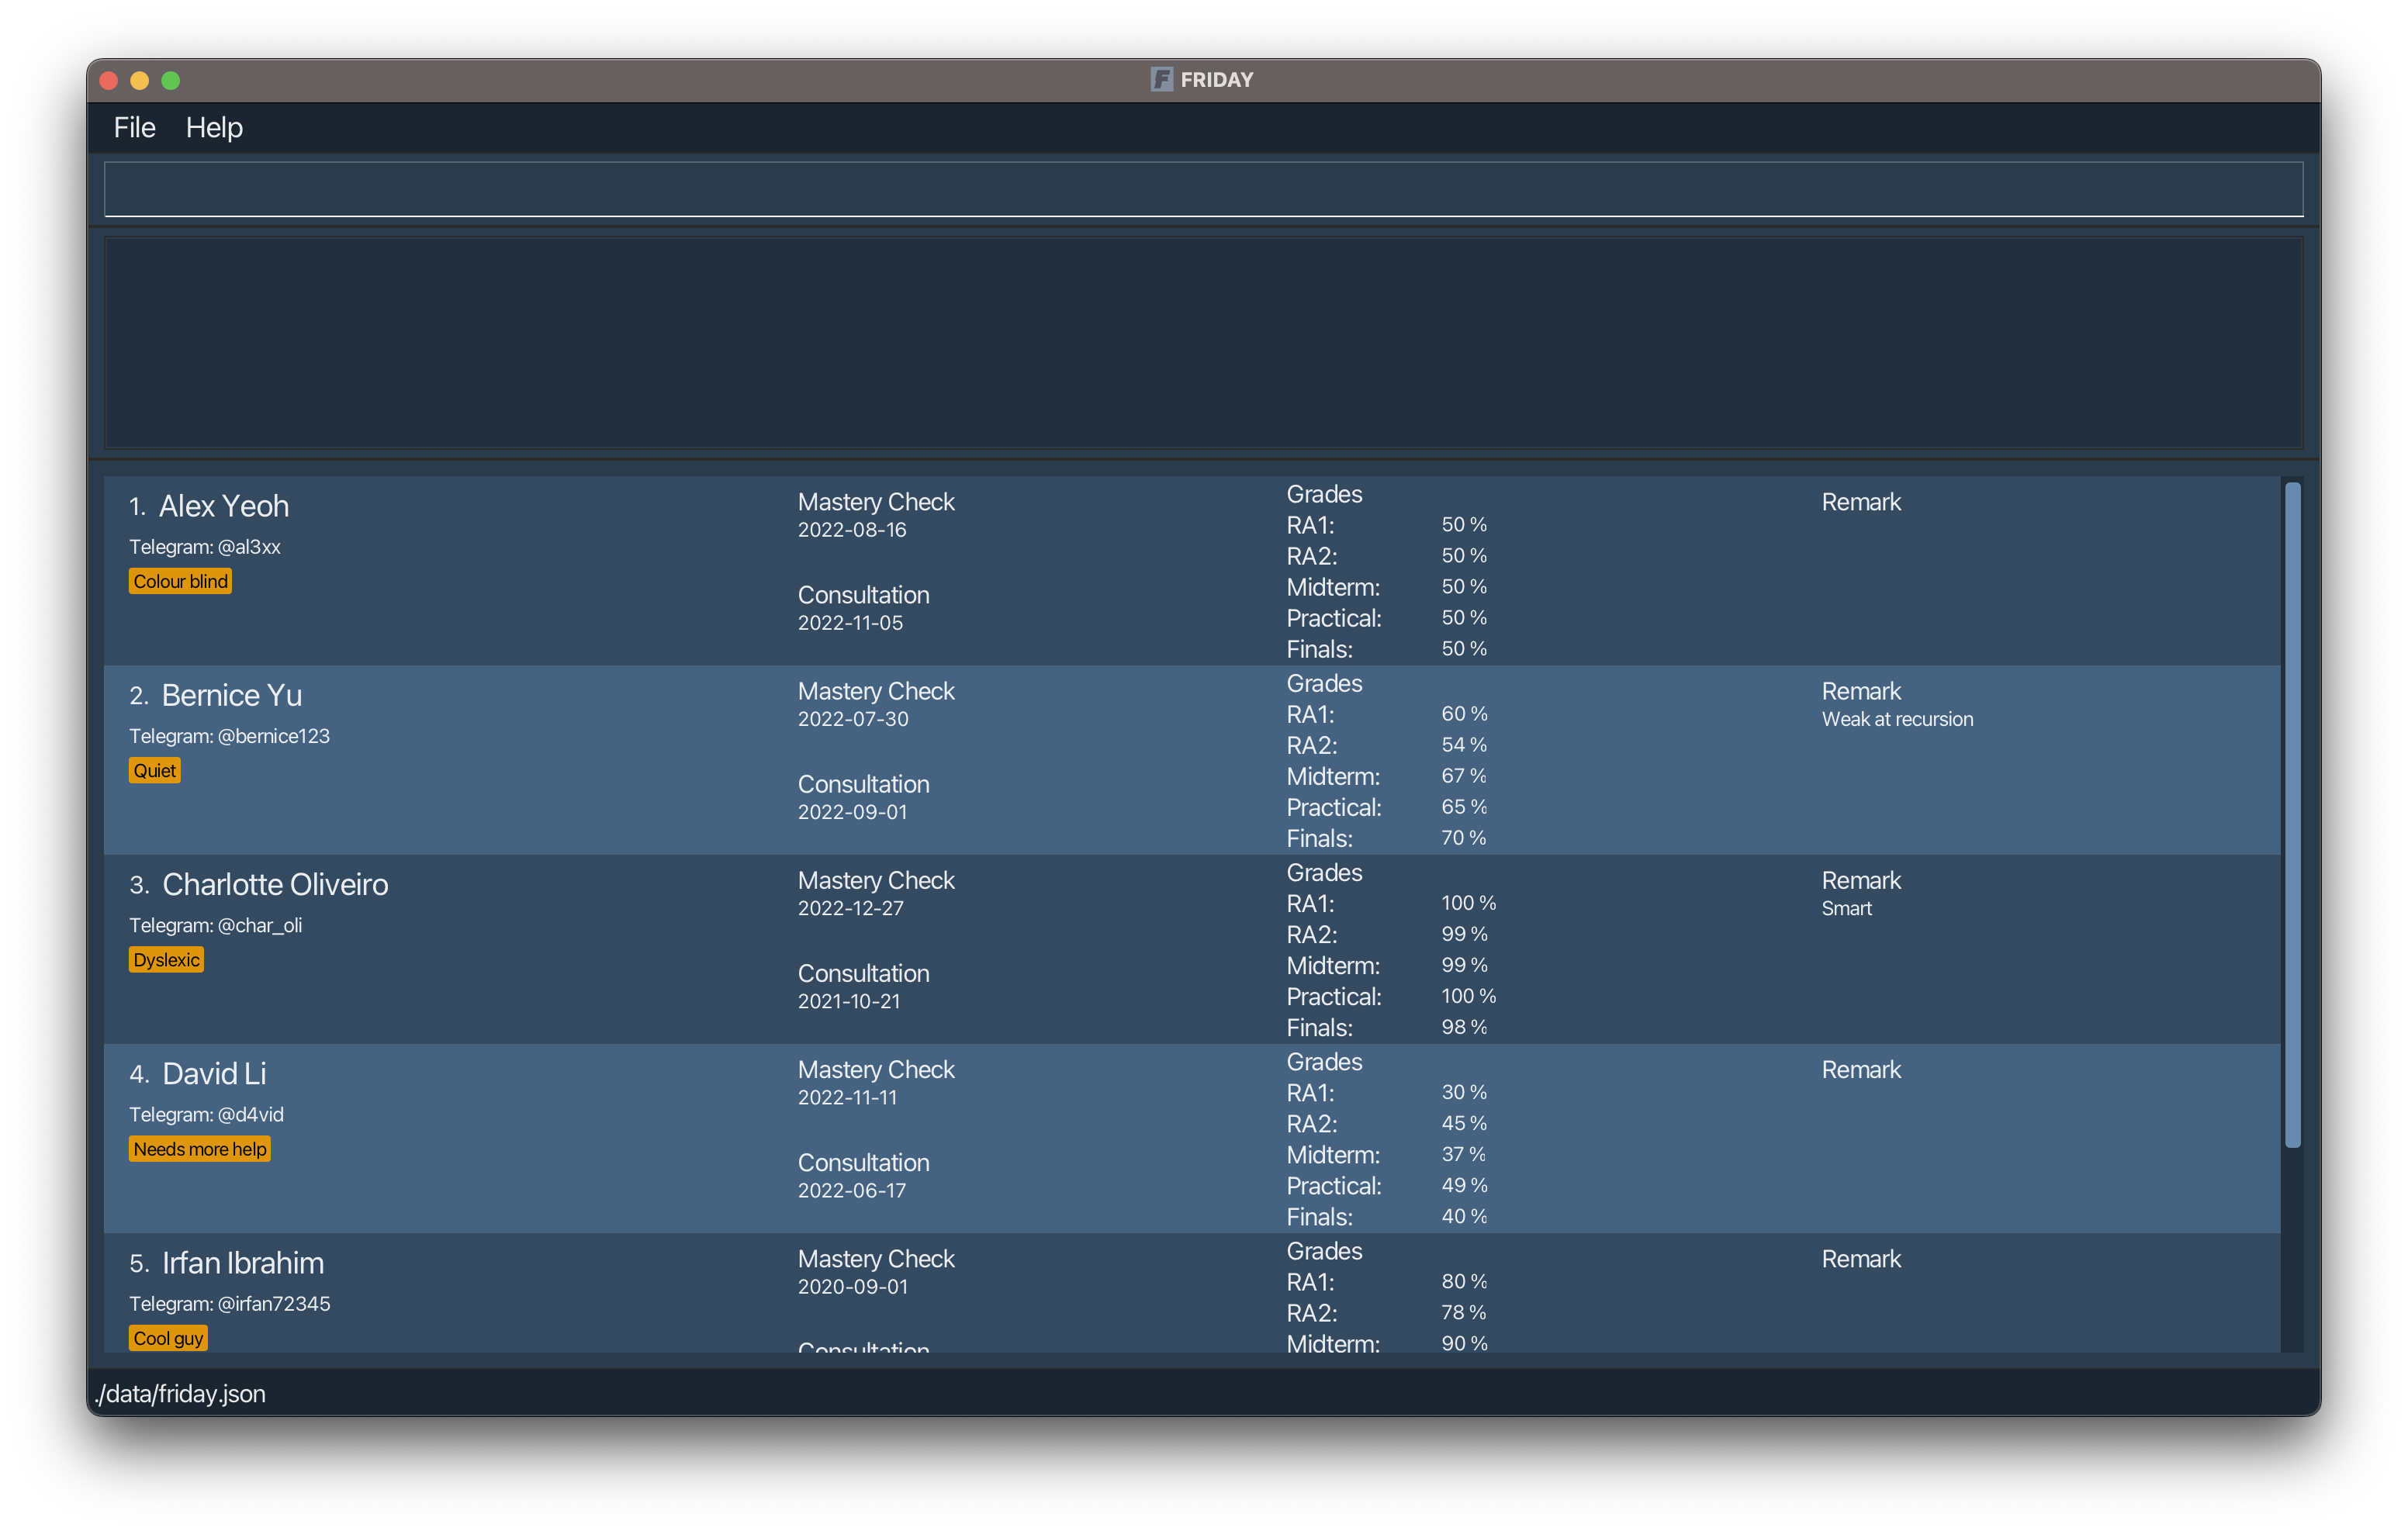 FRIDAY
File Help
1. Alex Yeoh
Telegram: @al3xx
Colour blind
Mastery Check
2022-08-16
Consultation
2022-11-05
Grades
RA1: 50 %
RA2: 50 %
Midterm: 50 %
Practical: 50 %
Finals: 50 %
Remark
2. Bernice Yu
Telegram: @bernice123
Quiet
Mastery Check
2022-07-30
Consultation
2022-09-01
Grades
RA1: 60 %
RA2: 54 %
Midterm: 67 %
Practical: 65 %
Finals: 70 %
Remark
Weak at recursion
3. Charlotte Oliveiro
Telegram: @char_oli
Dyslexic
Mastery Check
2022-12-27
Consultation
2021-10-21
Grades
RA1: 100 %
RA2: 99 %
Midterm: 99 %
Practical: 100 %
Finals: 98 %
Remark
Smart
4. David Li
Telegram: @d4vid
Needs more help
Mastery Check
2022-11-11
Consultation
2022-06-17
Grades
RA1: 30 %
RA2: 45 %
Midterm: 37 %
Practical: 49 %
Finals: 40 %
Remark
5. Irfan Ibrahim
Telegram: @irfan72345
Cool guy
Mastery Check
2020-09-01
Consultation
Grades
RA1: 80 %
RA2: 78 %
Midterm: 90 %
Remark
./data/friday.json